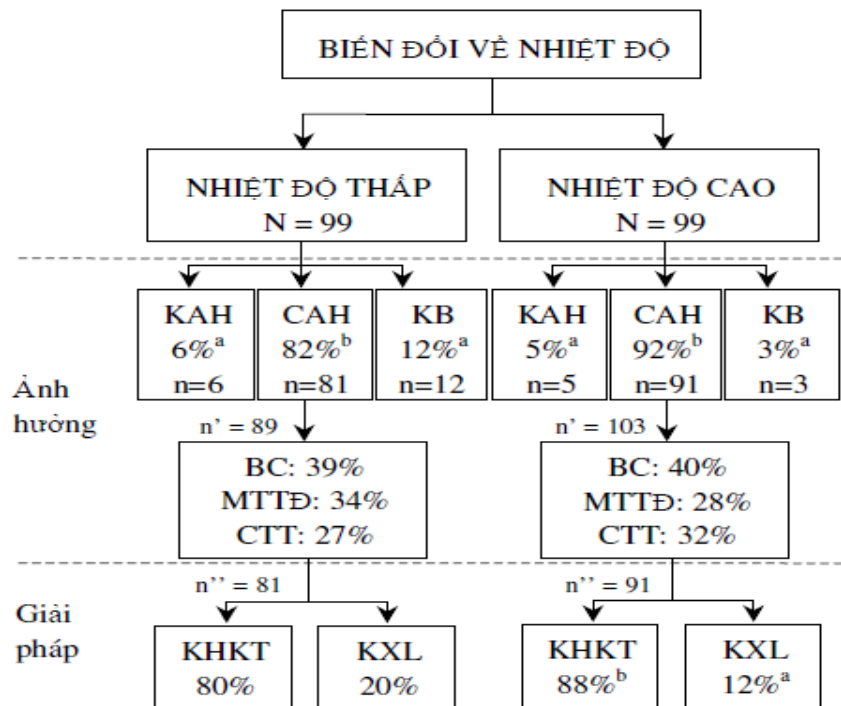 BIẾN ĐỔI VỀ NHIỆT ĐỘ
NHIỆT ĐỘ THẤP
N = 99
NHIỆT ĐỘ CAO
N = 99
Ảnh
hưởng
KAH
6%ᵃ
n=6
CAH
82%ᵇ
n=81
KB
12%ᵃ
n=12
KAH
5%ᵃ
n=5
CAH
92%ᵇ
n=91
KB
3%ᵃ
n=3
n’ = 89
BC: 39%
MTTĐ: 34%
CTT: 27%
n’ = 103
BC: 40%
MTTĐ: 28%
CTT: 32%
Giải
pháp
n’’ = 81
KHKT
80%
KXL
20%
n’’ = 91
KHKT
88%ᵇ
KXL
12%ᵃ